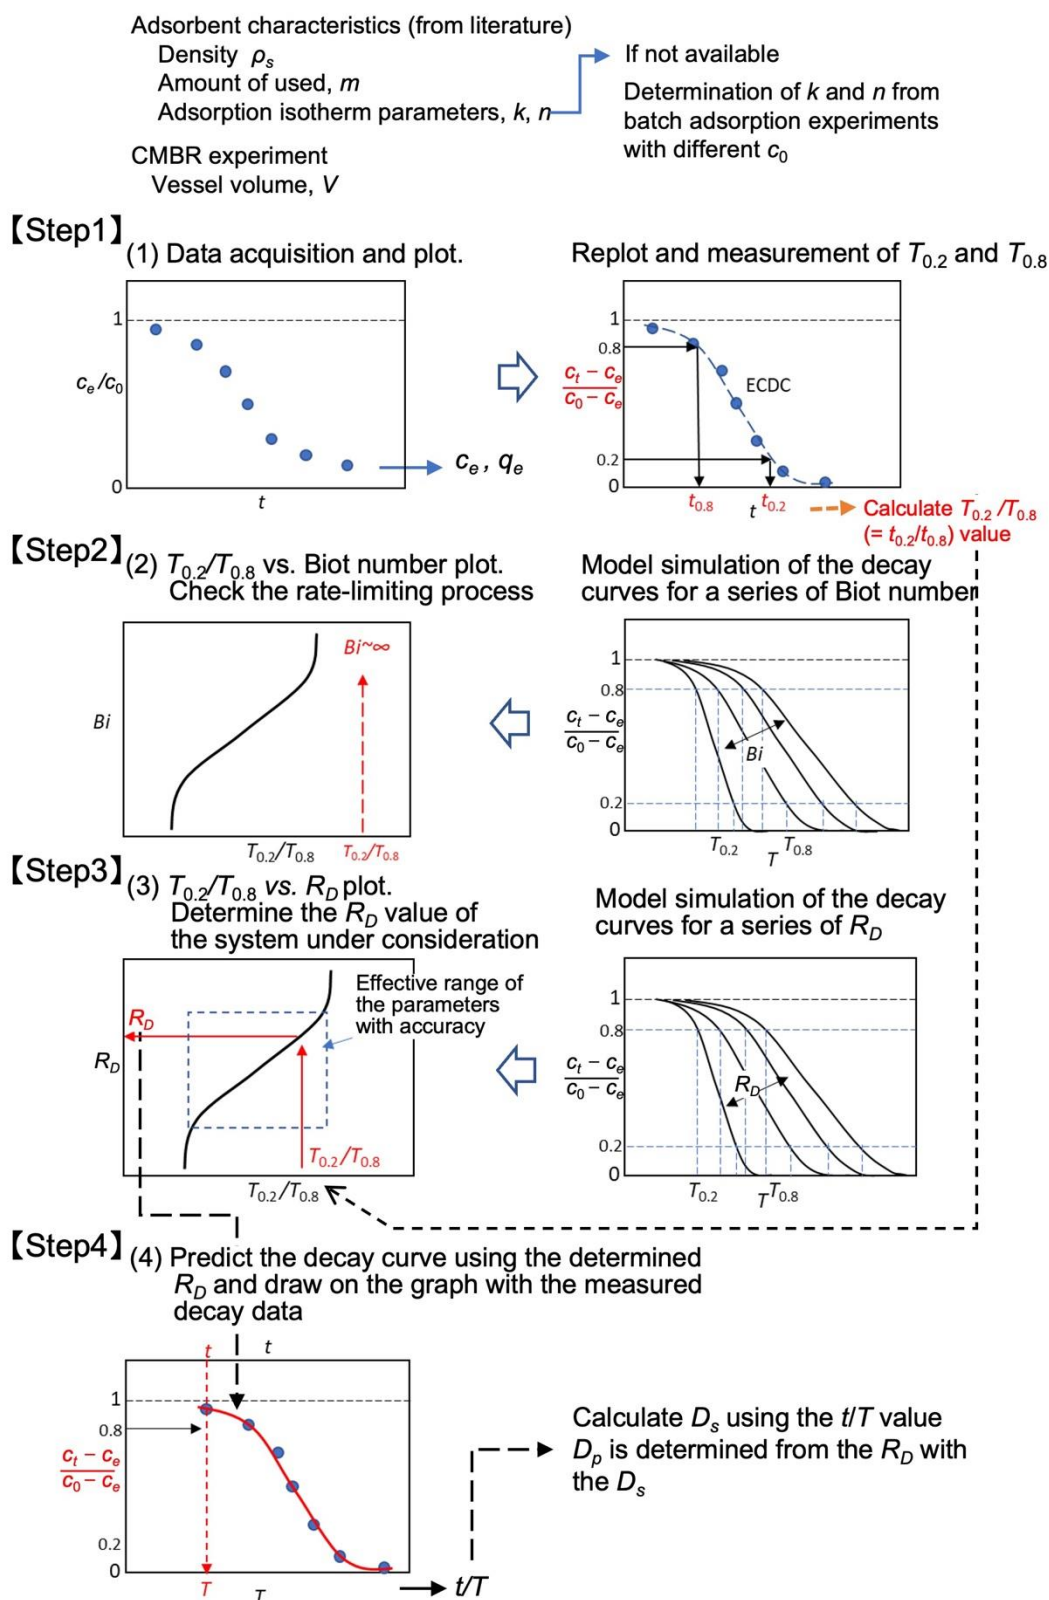 Adsorbent characteristics (from literature)
Density ρs
Amount of used, m
Adsorption isotherm parameters, k, n
If not available
Determination of k and n from
batch adsorption experiments
with different c0
CMBR experiment
Vessel volume, V
【Step1】
(1) Data acquisition and plot.
1
ce/c0
0
t
ce, qe
Replot and measurement of T0.2 and T0.8
1
0.8
ct − ce
c0 − ce
ECDC
0.2
0
t0.8
t
t0.2
Calculate T0.2/T0.8
(= t0.2/t0.8) value
【Step2】
(2) T0.2/T0.8 vs. Biot number plot.
Check the rate-limiting process
Bi~∞
Bi
T0.2/T0.8
T0.2/T0.8
Model simulation of the decay
curves for a series of Biot number
1
0.8
ct − ce
c0 − ce
Bi
0.2
0
T0.2
T
T0.8
【Step3】
(3) T0.2/T0.8 vs. RD plot.
Determine the RD value of
the system under consideration
Effective range of
the parameters
with accuracy
RD
RD
T0.2/T0.8
T0.2/T0.8
Model simulation of the decay
curves for a series of RD
1
0.8
ct − ce
c0 − ce
RD
0.2
0
T0.2
T
T0.8
【Step4】
(4) Predict the decay curve using the determined
RD and draw on the graph with the measured
decay data
t
t
1
0.8
ct − ce
c0 − ce
0.2
0
T
T
t/T
Calculate Ds using the t/T value
Dp is determined from the RD with
the Ds